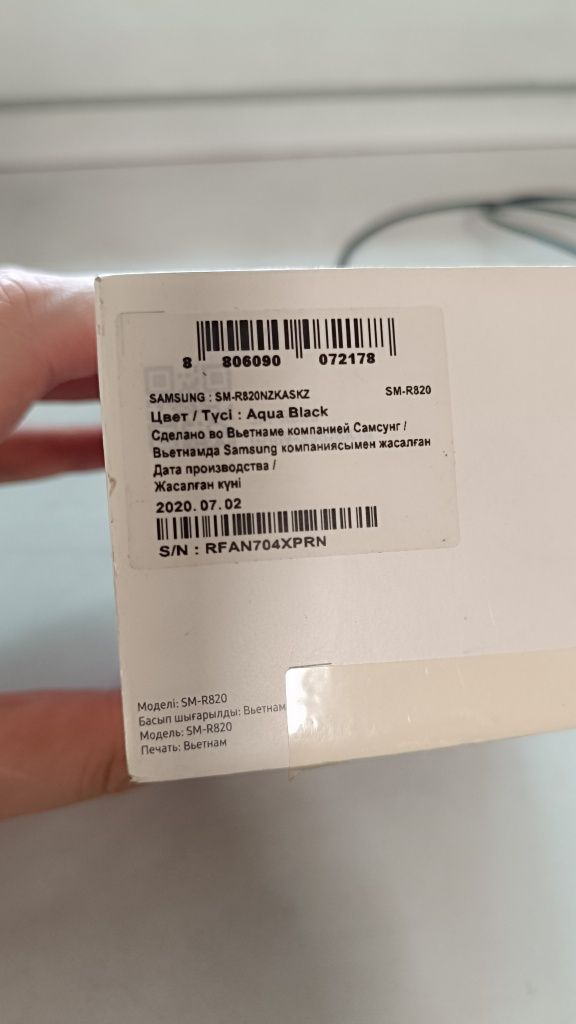 8 806090 072178
SAMSUNG : SM-R820NZKASKZ SM-R820
Цвет / Түсі : Aqua Black
Сделано во Вьетнаме компанией Самсунг /
Вьетнамда Samsung компаниясымен жасалған
Дата производства /
Жасалған күні
2020.07.02
S/N : RFAN704XPRN
Моделі: SM-R820
Басып шығарылды: Вьетнам
Модель: SM-R820
Печать: Вьетнам